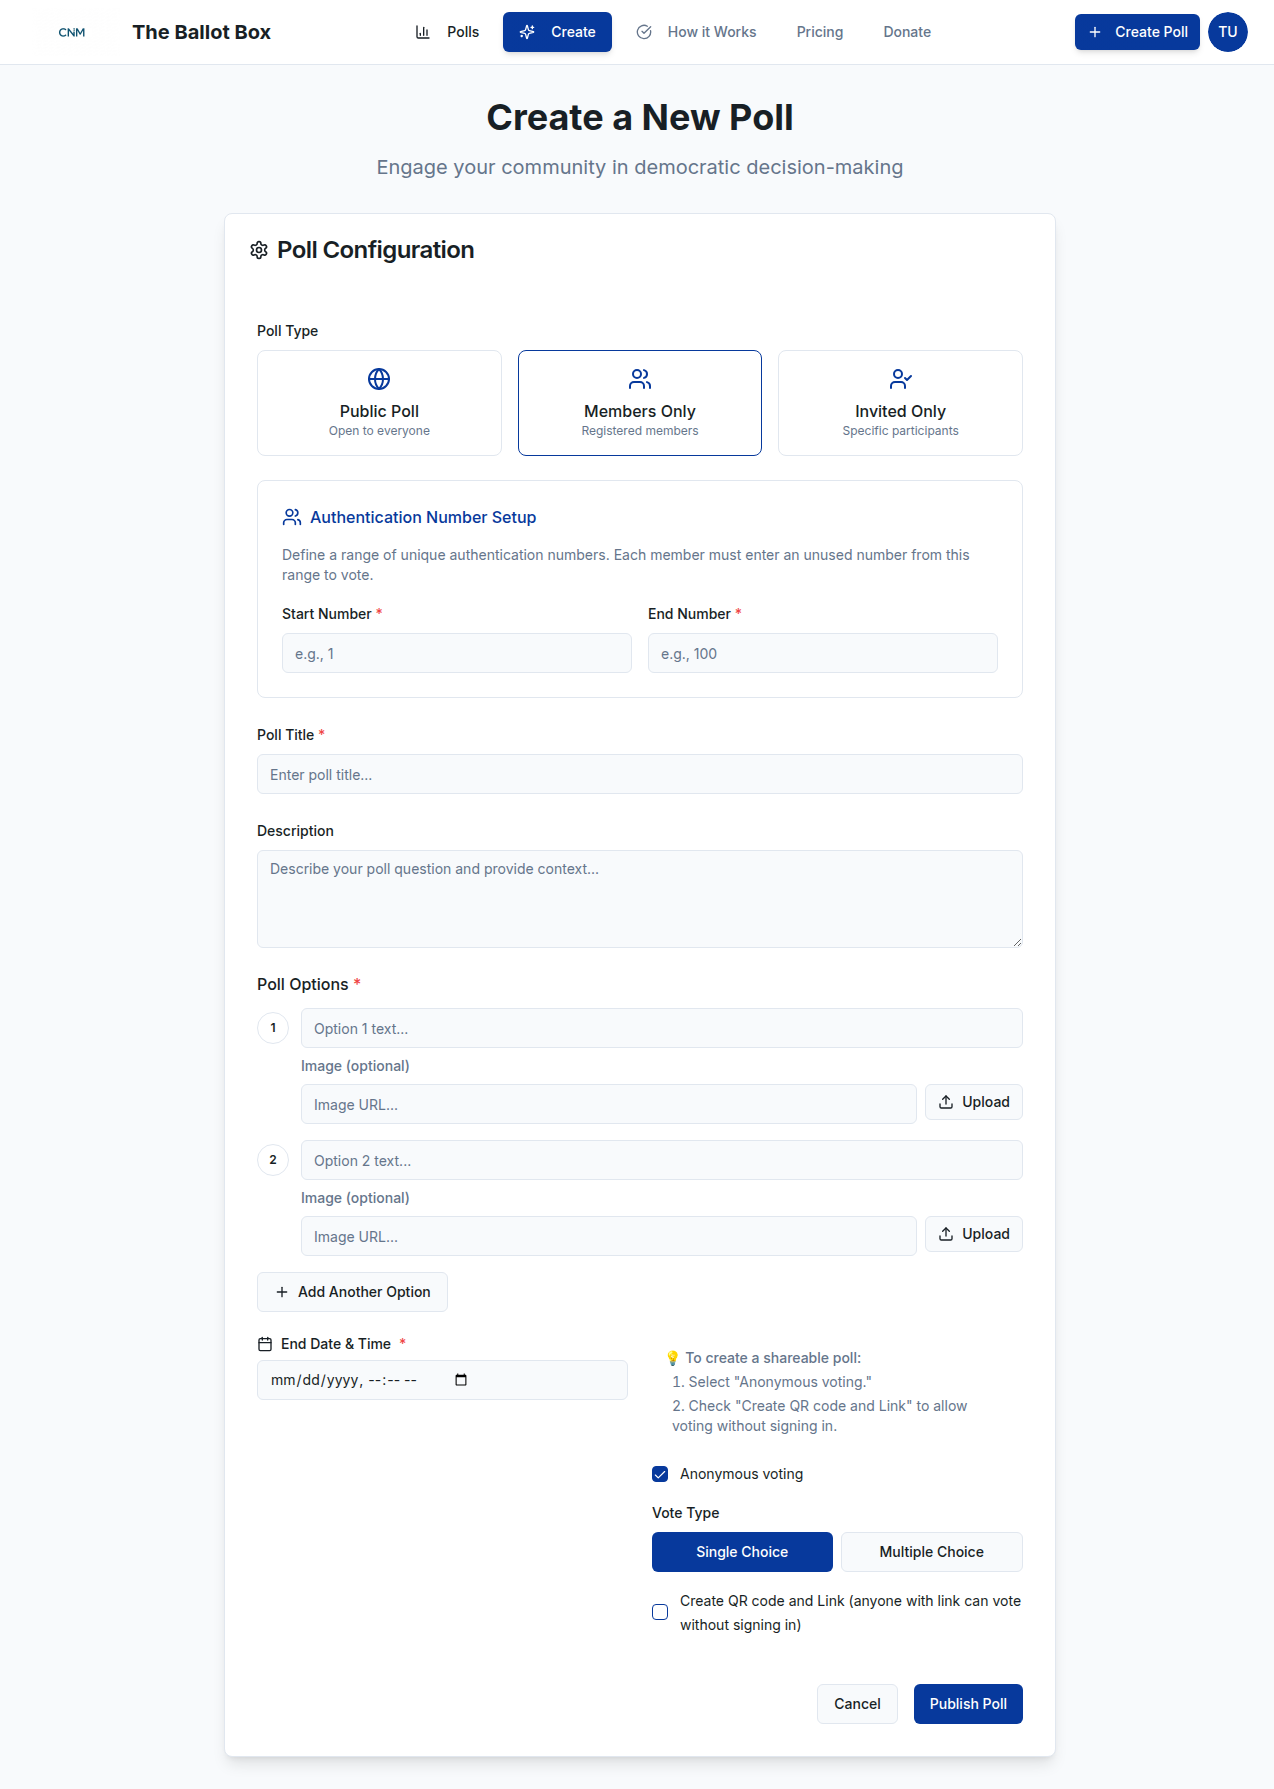 CNM
The Ballot Box
Polls
Create
How it Works
Pricing
Donate
Create Poll
TU
Create a New Poll
Engage your community in democratic decision-making
Poll Configuration
Poll Type
Public Poll
Open to everyone
Members Only
Registered members
Invited Only
Specific participants
Authentication Number Setup
Define a range of unique authentication numbers. Each member must enter an unused number from this
range to vote.
Start Number *
End Number *
e.g., 1
e.g., 100
Poll Title *
Enter poll title...
Description
Describe your poll question and provide context...
Poll Options *
1
Option 1 text...
Image (optional)
Image URL...
Upload
2
Option 2 text...
Image (optional)
Image URL...
Upload
Add Another Option
End Date & Time *
mm/dd/yyyy, --:-- --
💡 To create a shareable poll:
1. Select "Anonymous voting."
2. Check "Create QR code and Link" to allow
voting without signing in.
Anonymous voting
Vote Type
Single Choice
Multiple Choice
Create QR code and Link (anyone with link can vote
without signing in)
Cancel
Publish Poll